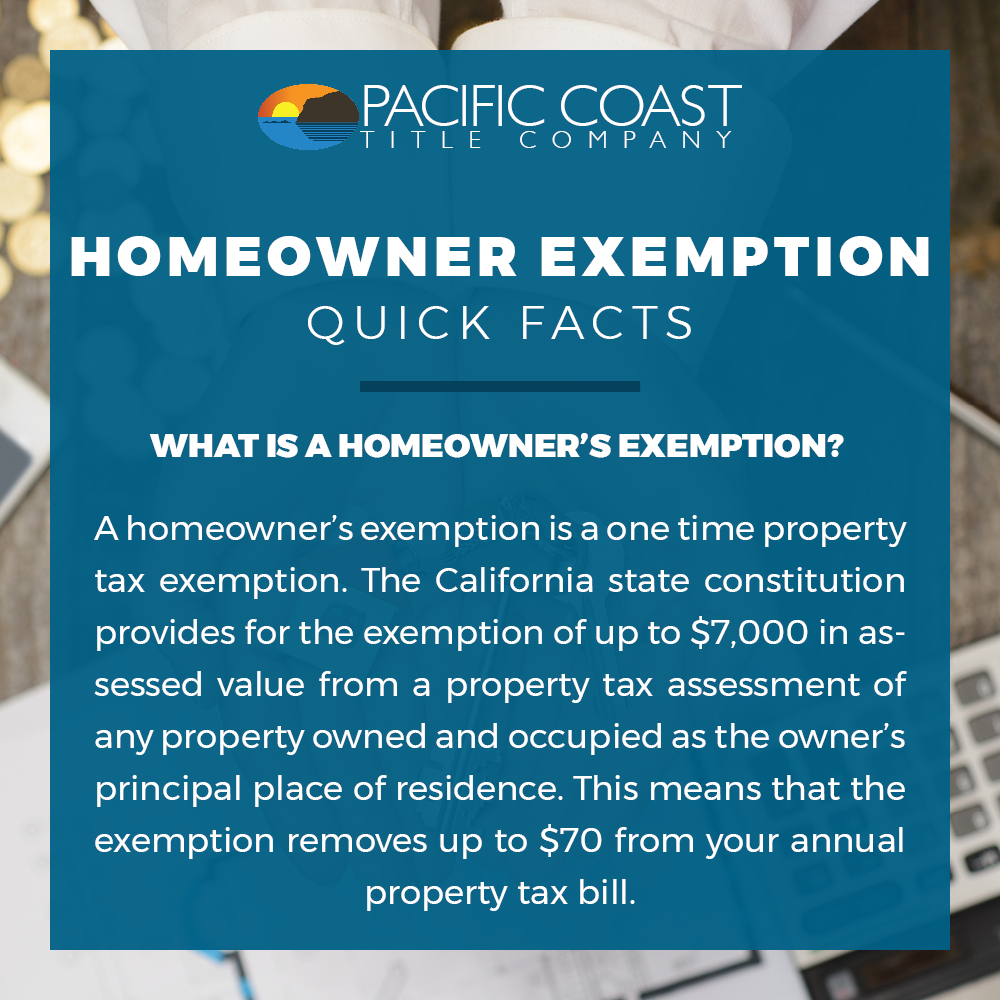 PACIFIC COAST
TITLE COMPANY
HOMEOWNER EXEMPTION
QUICK FACTS
WHAT IS A HOMEOWNER’S EXEMPTION?
A homeowner’s exemption is a one time property
tax exemption. The California state constitution
provides for the exemption of up to $7,000 in as-
sessed value from a property tax assessment of
any property owned and occupied as the owner’s
principal place of residence. This means that the
exemption removes up to $70 from your annual
property tax bill.